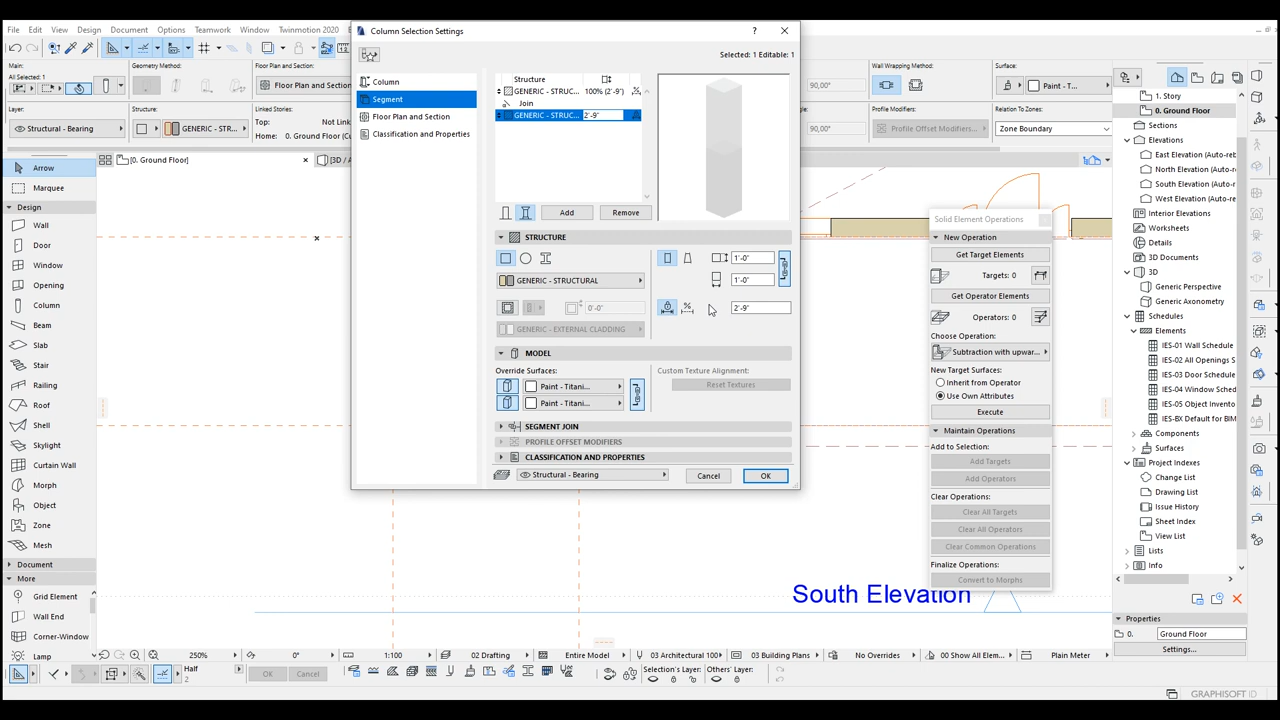 File Edit View Design Document Options Teamwork Window Twinmotion 2020
Column Selection Settings
Main:
All Selected: 1
Geometry Method:
Floor Plan and Section:
Floor Plan and Section...
Layer:
Structural - Bearing
Structure:
GENERIC - STR...
Linked Stories:
Top: Not Link
Home: 0. Ground Floor (Cu
Selected: 1 Editable: 1
Column
Segment
Floor Plan and Section
Classification and Properties
Structure
GENERIC - STRUC... 100% (2'-9")
Join
GENERIC - STRUC... 2'-9"
Add Remove
STRUCTURE
GENERIC - STRUCTURAL
0'-0"
GENERIC - EXTERNAL CLADDING
1'-0"
1'-0"
2'-9"
MODEL
Override Surfaces:
Paint - Titani...
Paint - Titani...
Custom Texture Alignment:
Reset Textures
SEGMENT JOIN
PROFILE OFFSET MODIFIERS
CLASSIFICATION AND PROPERTIES
Structural - Bearing
Cancel OK
90,00°
90,00°
Wall Wrapping Method:
Profile Modifiers:
Profile Offset Modifiers...
Surface:
Paint - T...
Relation To Zones:
Zone Boundary
[0. Ground Floor]
[3D / A
Arrow
Marquee
Design
Wall
Door
Window
Opening
Column
Beam
Slab
Stair
Railing
Roof
Shell
Skylight
Curtain Wall
Morph
Object
Zone
Mesh
Document
More
Grid Element
Wall End
Corner-Window
Lamp
South Elevation
Solid Element Operations
New Operation
Get Target Elements
Targets: 0
Get Operator Elements
Operators: 0
Choose Operation:
Subtraction with upwar...
New Target Surfaces:
Inherit from Operator
Use Own Attributes
Execute
Maintain Operations
Add to Selection:
Add Targets
Add Operators
Clear Operations:
Clear All Targets
Clear All Operators
Clear Common Operations
Finalize Operations:
Convert to Morphs
1. Story
0. Ground Floor
Sections
Elevations
East Elevation (Auto-reb
North Elevation (Auto-r
South Elevation (Auto-r
West Elevation (Auto-re
Interior Elevations
Worksheets
Details
3D Documents
3D
Generic Perspective
Generic Axonometry
Schedules
Elements
IES-01 Wall Schedule
IES-02 All Openings S
IES-03 Door Schedule
IES-04 Window Sched
IES-05 Object Invento
IES-BX Default for BIM
Components
Surfaces
Project Indexes
Change List
Drawing List
Issue History
Sheet Index
View List
Lists
Info
Properties
0. Ground Floor
Settings...
250% 0° 1:100 02 Drafting Entire Model 03 Architectural 100 03 Building Plans No Overrides 00 Show All Elem... Plain Meter
Half
2
OK Cancel
Selection's Layer: Others' Layer:
GRAPHISOFT ID